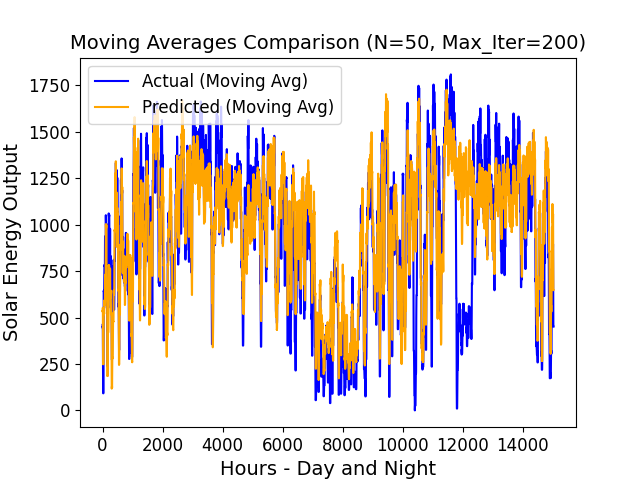 Moving Averages Comparison (N=50, Max_Iter=200)
Actual (Moving Avg)
Predicted (Moving Avg)
Solar Energy Output
1750
1500
1250
1000
750
500
250
0
0 2000 4000 6000 8000 10000 12000 14000
Hours - Day and Night